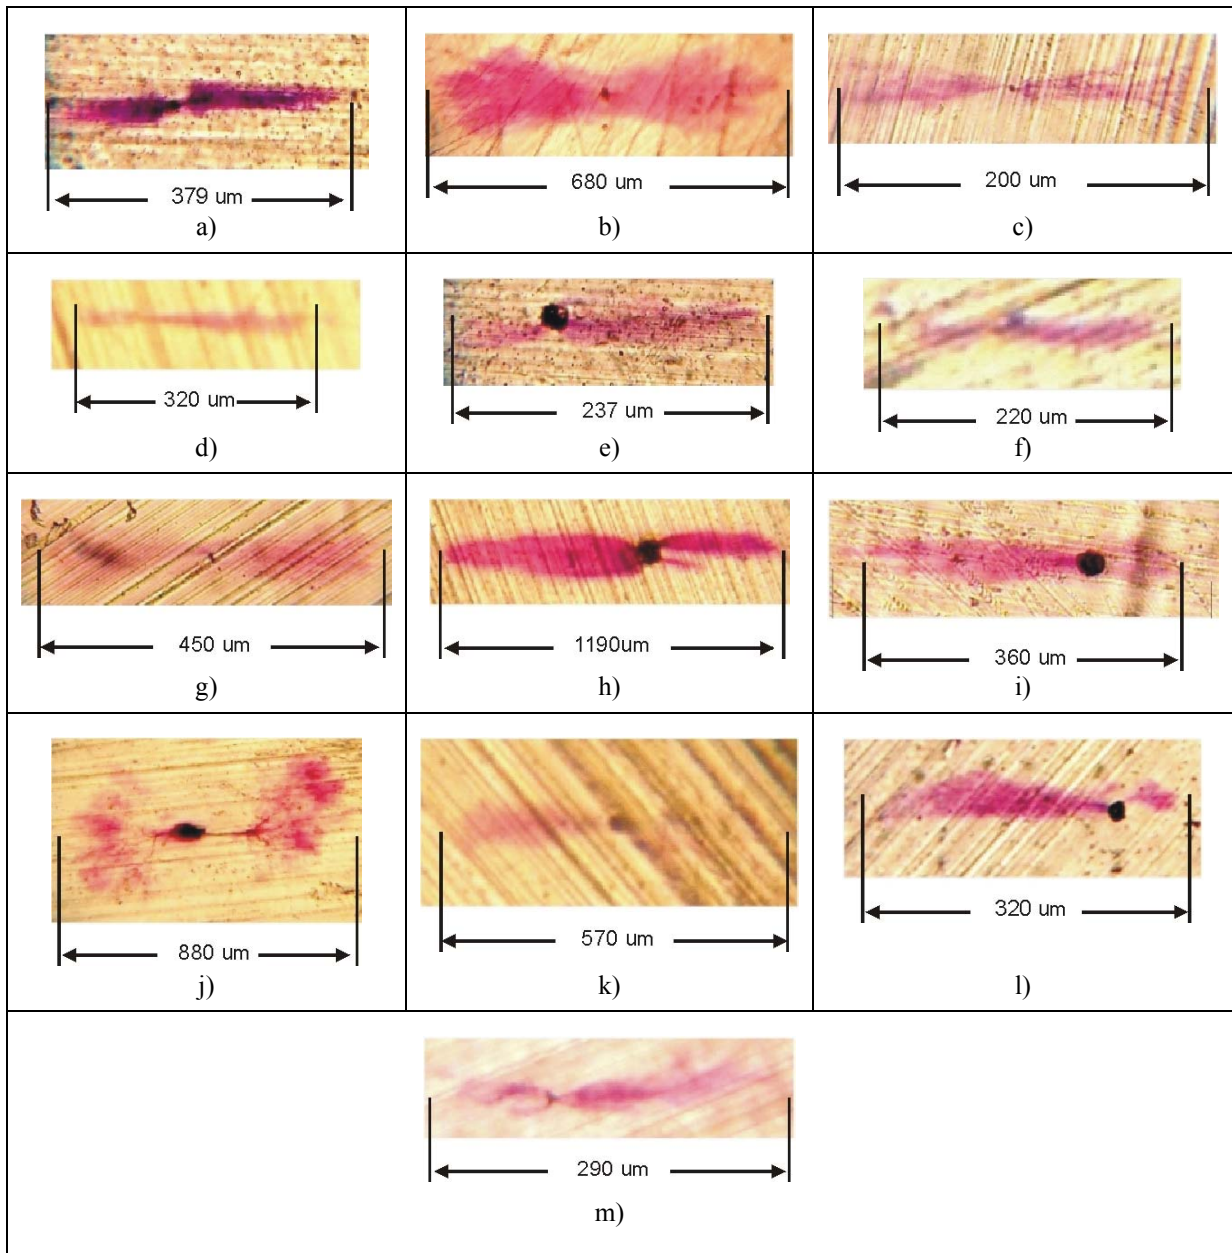 379 um
a)
680 um
b)
200 um
c)
320 um
d)
237 um
e)
220 um
f)
450 um
g)
1190um
h)
360 um
i)
880 um
j)
570 um
k)
320 um
l)
290 um
m)